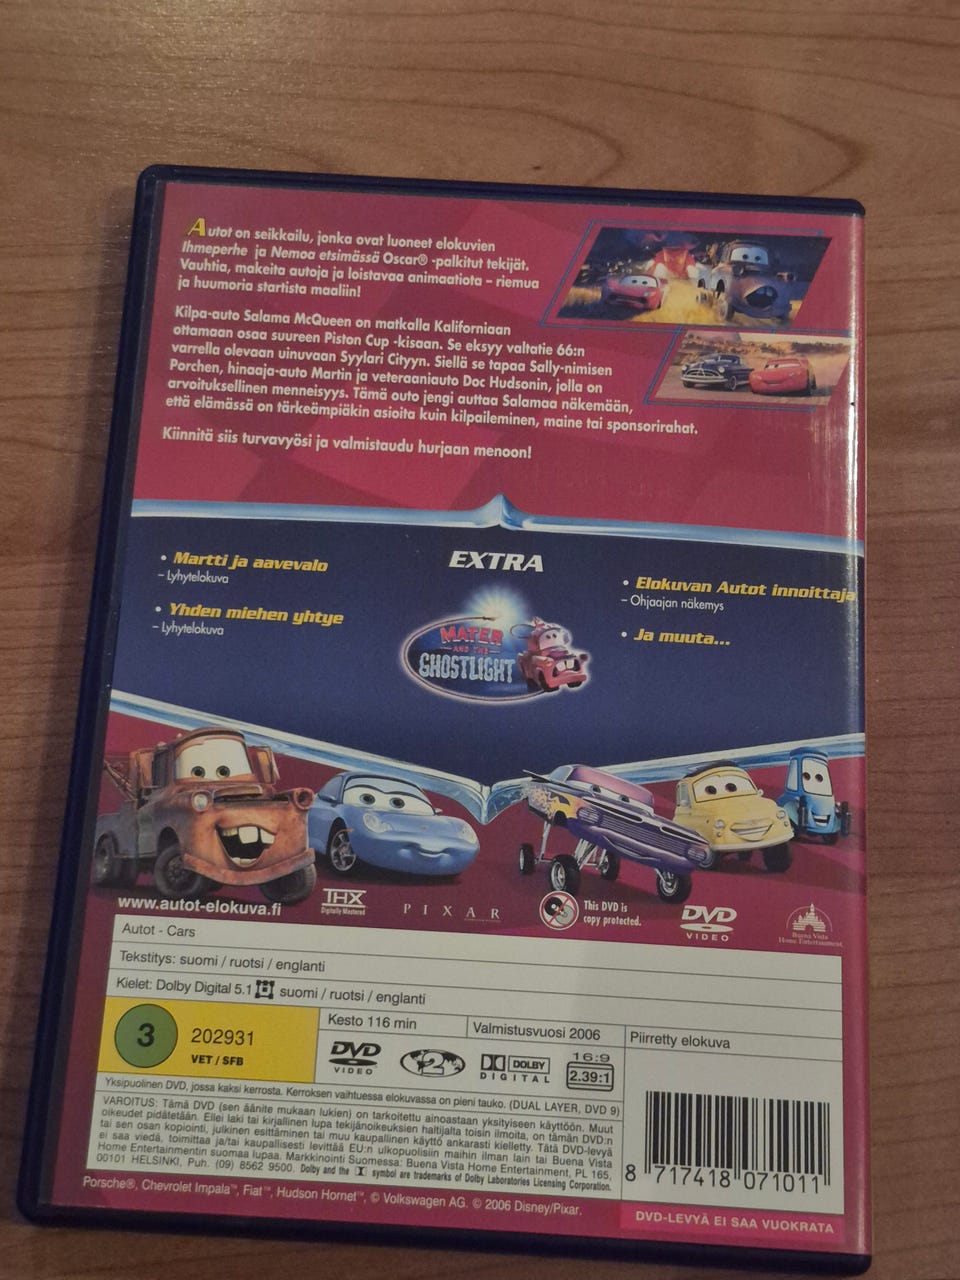 Autot on seikkailu, jonka ovat luoneet elokuvien
Ihmeperhe ja Nemoa etsimässä Oscar® -palkitut tekijät.
Vauhtia, makeita autoja ja loistavaa animaatiota – riemua
ja huumoria startista maaliin!
Kilpa-auto Salama McQueen on matkalla Kaliforniaan
ottamaan osaa suureen Piston Cup -kisaan. Se eksyy valtatie 66:n
varrella olevaan uinuvaan Syylari Cityyn. Siellä se tapaa Sally-nimisen
Porchen, hinaaja-auto Martin ja veteraaniauto Doc Hudsonin, jolla on
arvoituksellinen menneisyys. Tämä outo jengi auttaa Salamaa näkemään,
että elämässä on tärkeämpiäkin asioita kuin kilpaileminen, maine tai sponsorirahat.
Kiinnitä siis turvavyösi ja valmistaudu hurjaan menoon!
EXTRA
• Martti ja aavevalo
– Lyhytelokuva
• Yhden miehen yhtye
– Lyhytelokuva
MATER
AND THE
GHOSTLIGHT
• Elokuvan Autot innoittaja
– Ohjaajan näkemys
• Ja muuta...
www.autot-elokuva.fi
THX
Digitally Mastered
PIXAR
This DVD is
copy protected.
DVD
VIDEO
Buena Vista
Home Entertainment
Autot - Cars
Tekstitys: suomi / ruotsi / englanti
Kielet: Dolby Digital 5.1 suomi / ruotsi / englanti
3
202931
VET / SFB
Kesto 116 min
Valmistusvuosi 2006
Piirretty elokuva
DVD
VIDEO
2
DOLBY
DIGITAL
16:9
2.39:1
Yksipuolinen DVD, jossa kaksi kerrosta. Kerroksen vaihtuessa elokuvassa on pieni tauko. (DUAL LAYER, DVD 9)
VAROITUS: Tämä DVD (sen äänite mukaan lukien) on tarkoitettu ainoastaan yksityiseen käyttöön. Muut
oikeudet pidätetään. Ellei laki tai kirjallinen lupa tekijänoikeuksien haltijalta toisin ilmoita, on tämän DVD:n
tai sen osan kopiointi, julkinen esittäminen tai muu kaupallinen käyttö ankarasti kielletty. Tätä DVD-levyä
ei saa viedä, toimittaa ja/tai kaupallisesti levittää EU:n ulkopuolisiin maihin ilman lain tai Buena Vista
Home Entertainmentin suomaa lupaa. Markkinointi Suomessa: Buena Vista Home Entertainment, PL 165,
00101 HELSINKI, Puh. (09) 8562 9500. Dolby and the symbol are trademarks of Dolby Laboratories Licensing Corporation.
8 717418 071011
Porsche®, Chevrolet Impala™, Fiat™, Hudson Hornet™, © Volkswagen AG. © 2006 Disney/Pixar.
DVD-LEVYÄ EI SAA VUOKRATA